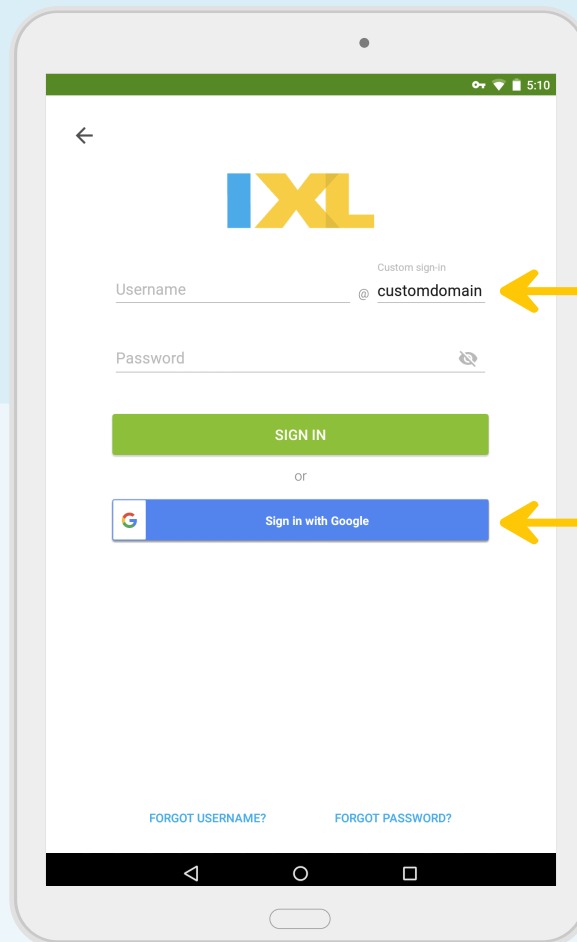 5:10
IXL
Custom sign-in
Username @ customdomain
Password
SIGN IN
or
G Sign in with Google
FORGOT USERNAME? FORGOT PASSWORD?